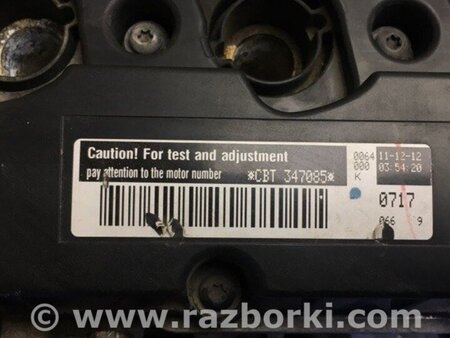 Caution! For test and adjustment
pay attention to the motor number *CBT 347085*
0064 11-12-12
000 03:54:20
K
0717
066 9
www.razborki.com